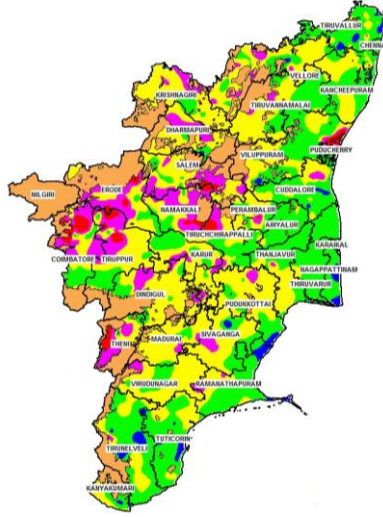 TIRUVALLUR
CHENNAI
VELLORE
KANCHEEPURAM
KRISHNAGIRI
TIRUVANNAMALAI
DHARMAPURI
PUDUCHERRY
VILUPPURAM
SALEM
CUDDALORE
NILGIRI
ERODE
NAMAKKAL
PERAMBALUR
ARIYALUR
TIRUCHCHIRAPPALLI
KARAIKAL
KARUR
THANJAVUR
COIMBATORE
TIRUPPUR
NAGAPPATTINAM
THIRUVARUR
DINDIGUL
PUDUKKOTTAI
SIVAGANGA
MADURAI
THENI
VIRUDUNAGAR
RAMANATHAPURAM
TUTICORIN
TIRUNELVELI
KANYAKUMARI